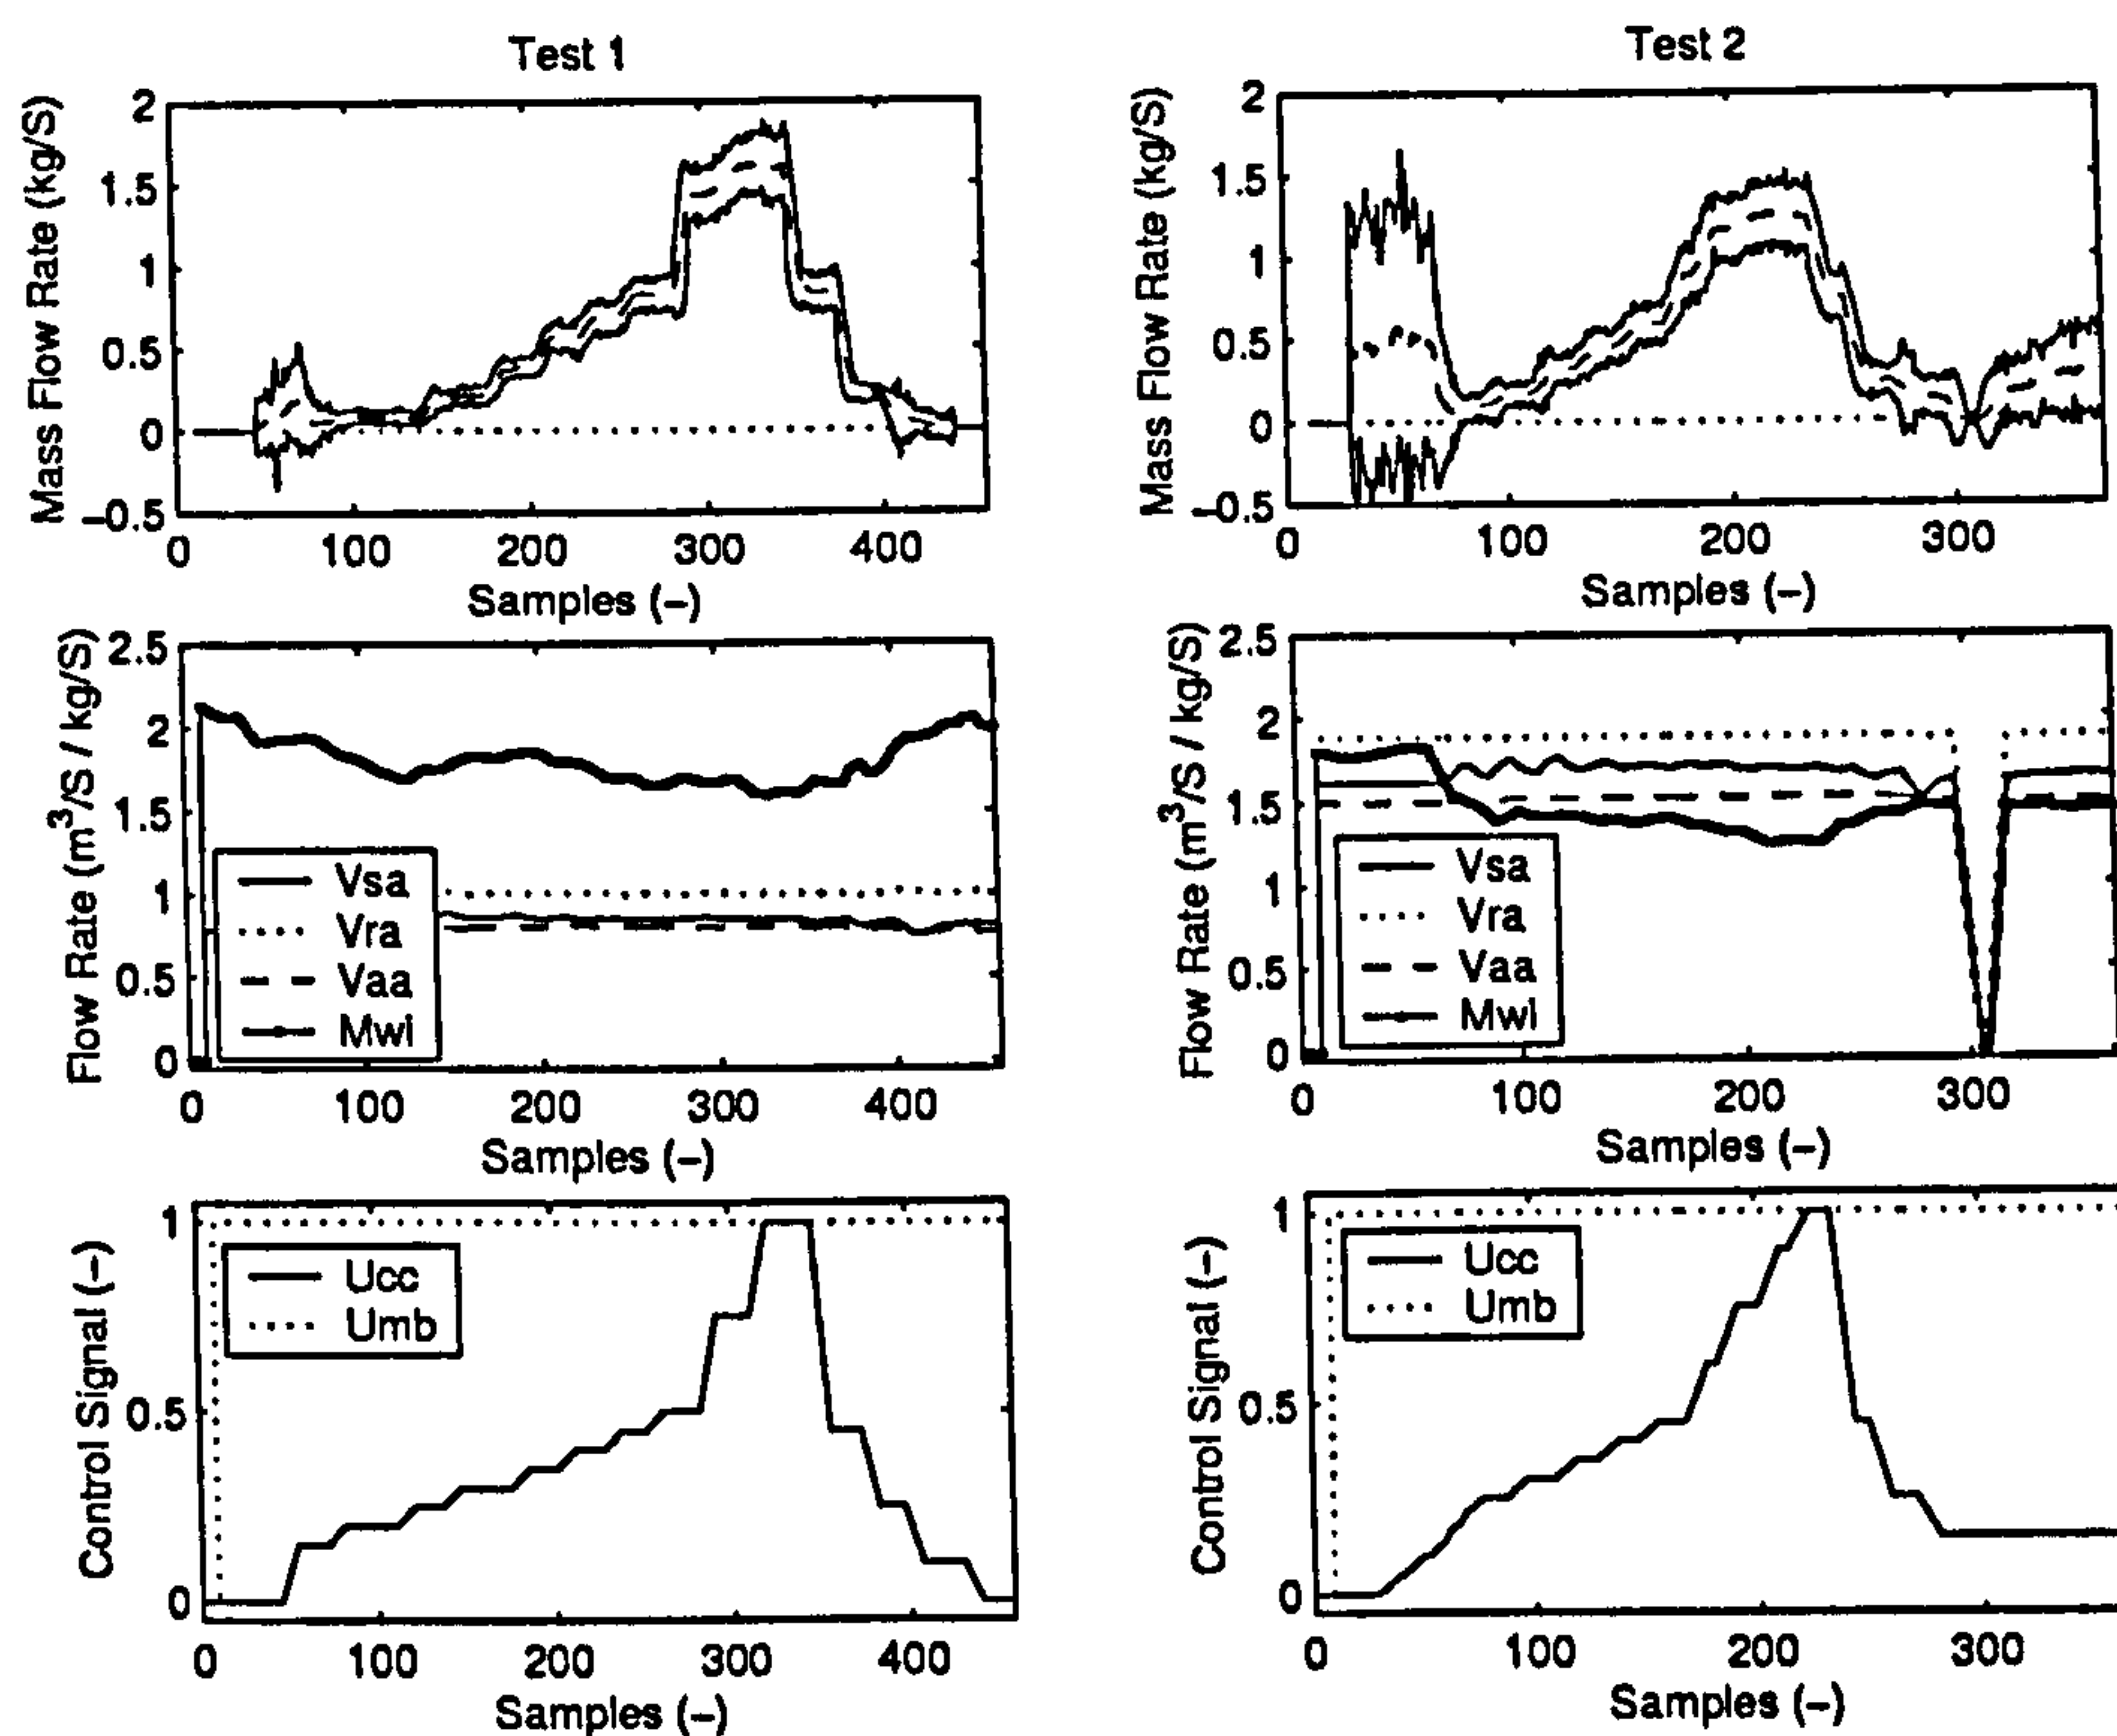 Test 1
Mass Flow Rate (kg/S)
2
1.5
1
0.5
0
–0.5
0 100 200 300 400
Samples (–)
Test 2
Mass Flow Rate (kg/S)
2
1.5
1
0.5
0
–0.5
0 100 200 300
Samples (–)
Flow Rate (m³/S / kg/S)
2.5
2
1.5
1
0.5
0
Vsa
Vra
Vaa
Mwi
0 100 200 300 400
Samples (–)
Flow Rate (m³/S / kg/S)
2.5
2
1.5
1
0.5
0
Vsa
Vra
Vaa
Mwi
0 100 200 300
Samples (–)
Control Signal (–)
1
0.5
0
Ucc
Umb
0 100 200 300 400
Samples (–)
Control Signal (–)
1
0.5
0
Ucc
Umb
0 100 200 300
Samples (–)